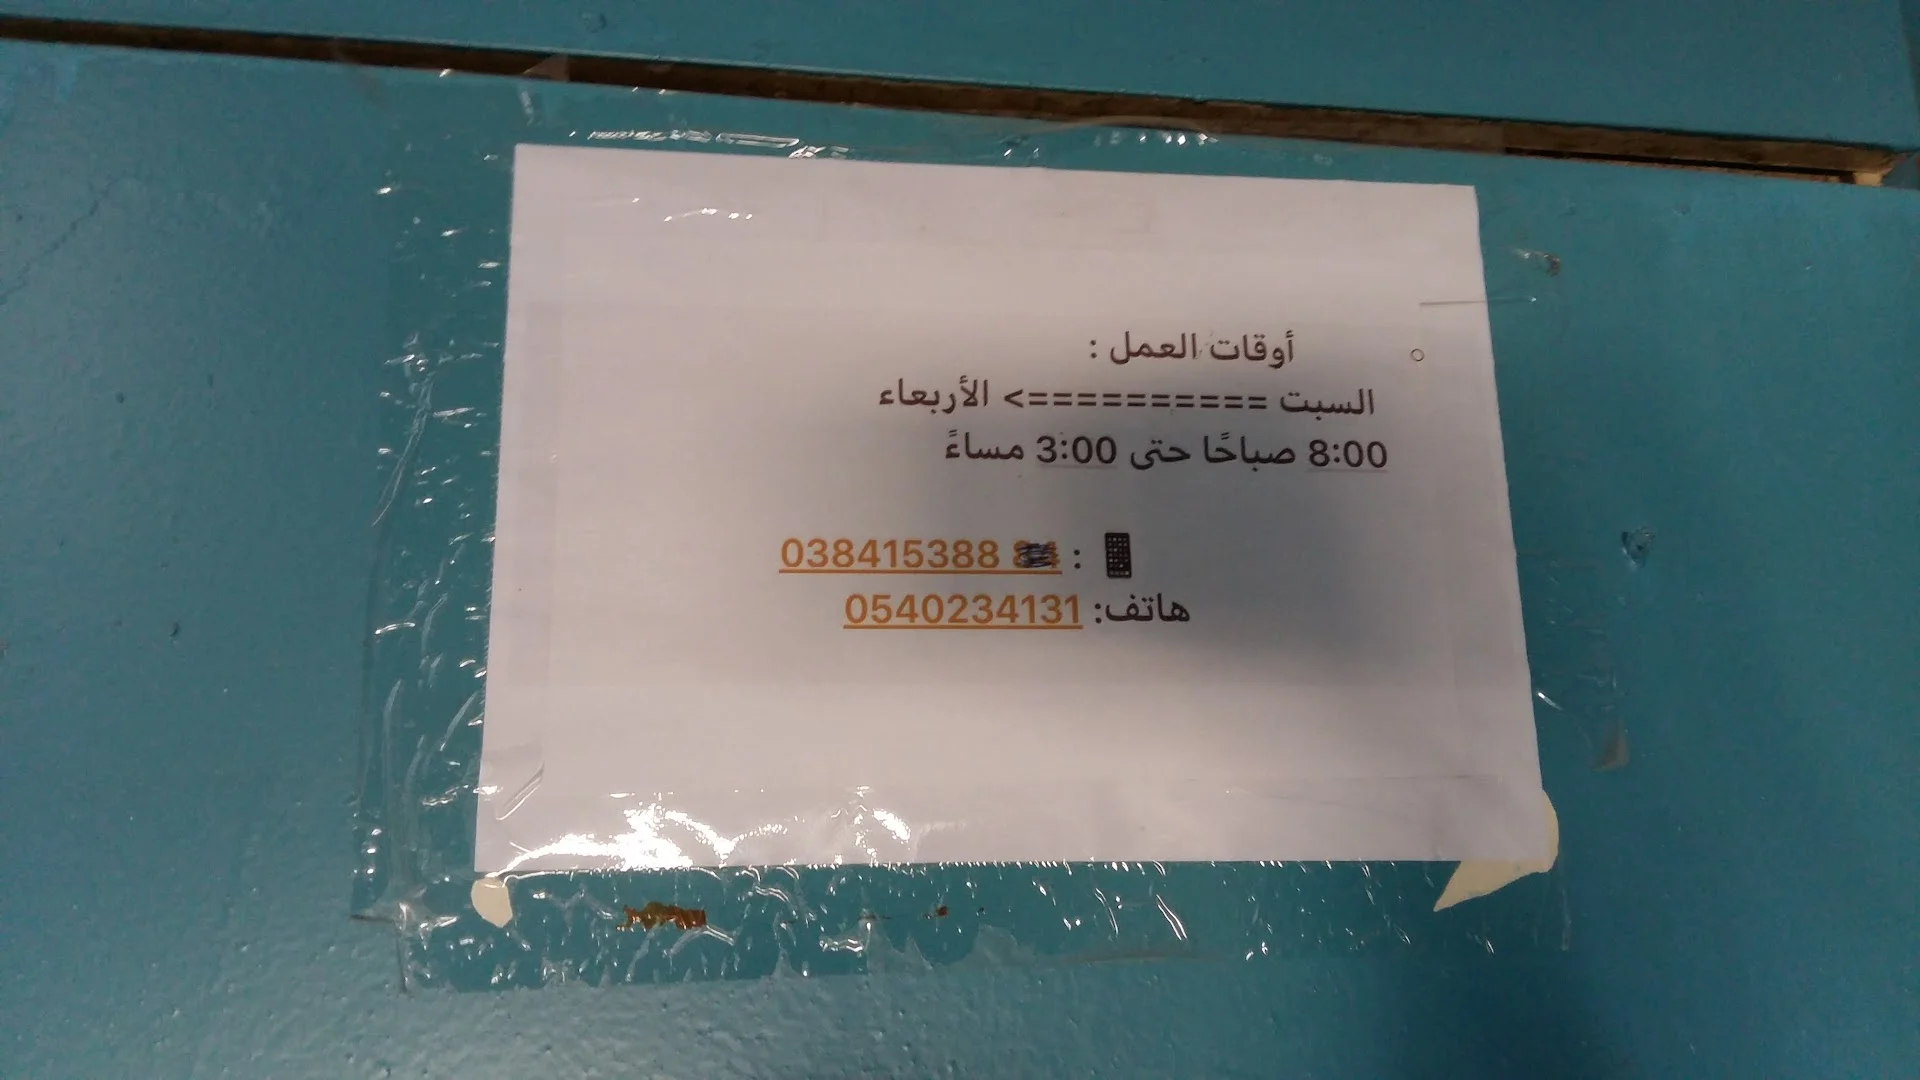 أوقات العمل :
السبت ==========> الأربعاء
8:00 صباحًا حتى 3:00 مساءً
: 038415388
هاتف: 0540234131